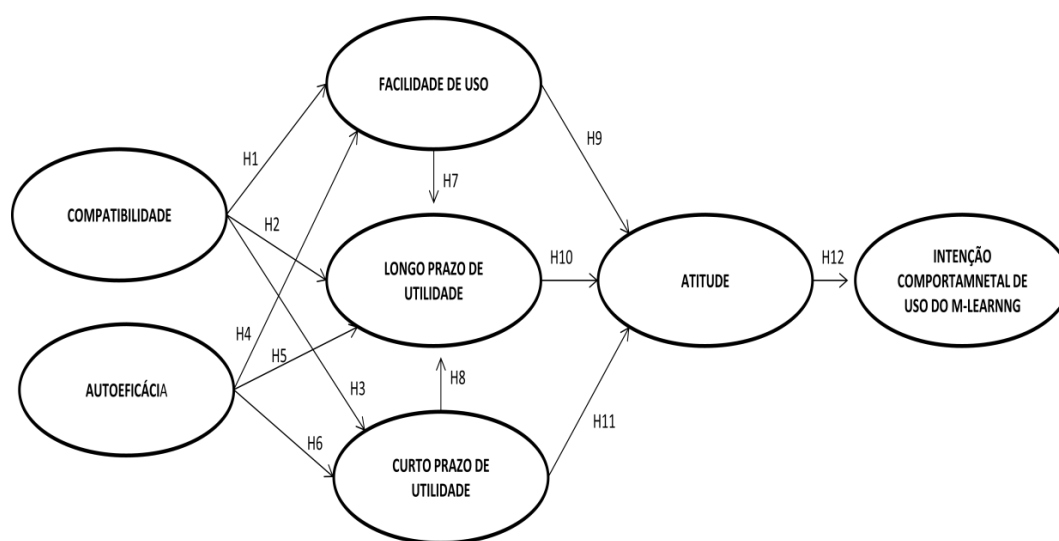 FACILIDADE DE USO
H1
H9
H7
COMPATIBILIDADE
H2
LONGO PRAZO DE
UTILIDADE
H10
ATITUDE
H12
INTENÇÃO
COMPORTAMNETAL DE
USO DO M-LEARNNG
H4
H5
AUTOEFICÁCIA
H3
H8
H6
H11
CURTO PRAZO DE
UTILIDADE